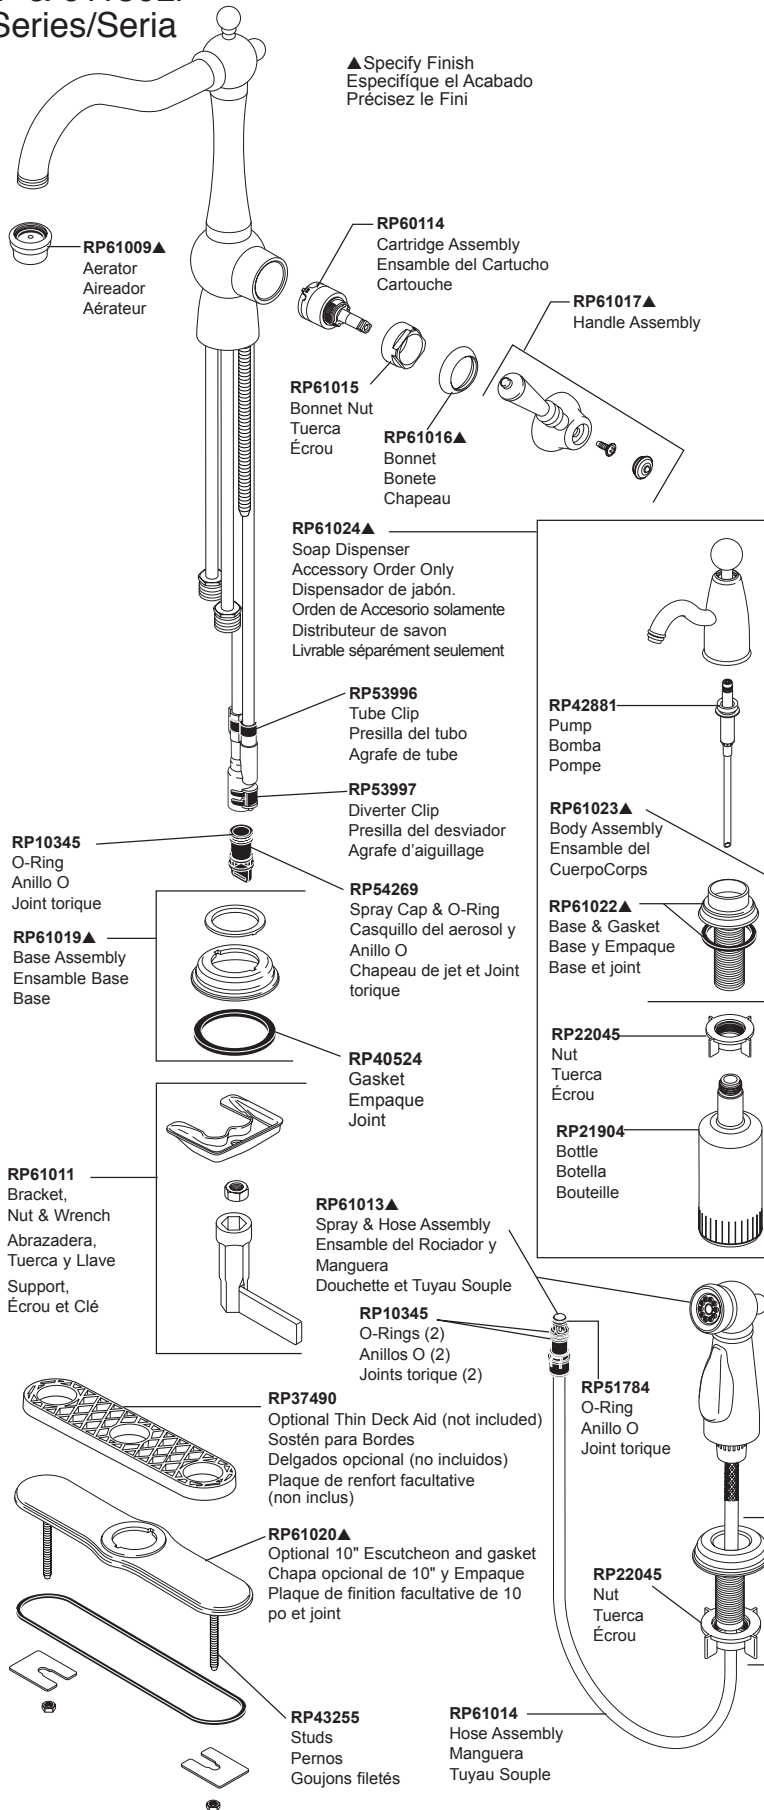 Series/Seria
▲Specify Finish
Especifíque el Acabado
Précisez le Fini
RP61009▲
Aerator
Aireador
Aérateur
RP60114
Cartridge Assembly
Ensamble del Cartucho
Cartouche
RP61017▲
Handle Assembly
RP61015
Bonnet Nut
Tuerca
Écrou
RP61016▲
Bonnet
Bonete
Chapeau
RP61024▲
Soap Dispenser
Accessory Order Only
Dispensador de jabón.
Orden de Accesorio solamente
Distributeur de savon
Livrable séparément seulement
RP53996
Tube Clip
Presilla del tubo
Agrafe de tube
RP42881
Pump
Bomba
Pompe
RP53997
Diverter Clip
Presilla del desviador
Agrafe d'aiguillage
RP61023▲
Body Assembly
Ensamble del
CuerpoCorps
RP10345
O-Ring
Anillo O
Joint torique
RP54269
Spray Cap & O-Ring
Casquillo del aerosol y
Anillo O
Chapeau de jet et Joint
torique
RP61022▲
Base & Gasket
Base y Empaque
Base et joint
RP61019▲
Base Assembly
Ensamble Base
Base
RP40524
Gasket
Empaque
Joint
RP22045
Nut
Tuerca
Écrou
RP21904
Bottle
Botella
Bouteille
RP61011
Bracket,
Nut & Wrench
Abrazadera,
Tuerca y Llave
Support,
Écrou et Clé
RP61013▲
Spray & Hose Assembly
Ensamble del Rociador y
Manguera
Douchette et Tuyau Souple
RP10345
O-Rings (2)
Anillos O (2)
Joints torique (2)
RP51784
O-Ring
Anillo O
Joint torique
RP37490
Optional Thin Deck Aid (not included)
Sostén para Bordes
Delgados opcional (no incluidos)
Plaque de renfort facultative
(non inclus)
RP61020▲
Optional 10" Escutcheon and gasket
Chapa opcional de 10" y Empaque
Plaque de finition facultative de 10
po et joint
RP22045
Nut
Tuerca
Écrou
RP43255
Studs
Pernos
Goujons filetés
RP61014
Hose Assembly
Manguera
Tuyau Souple